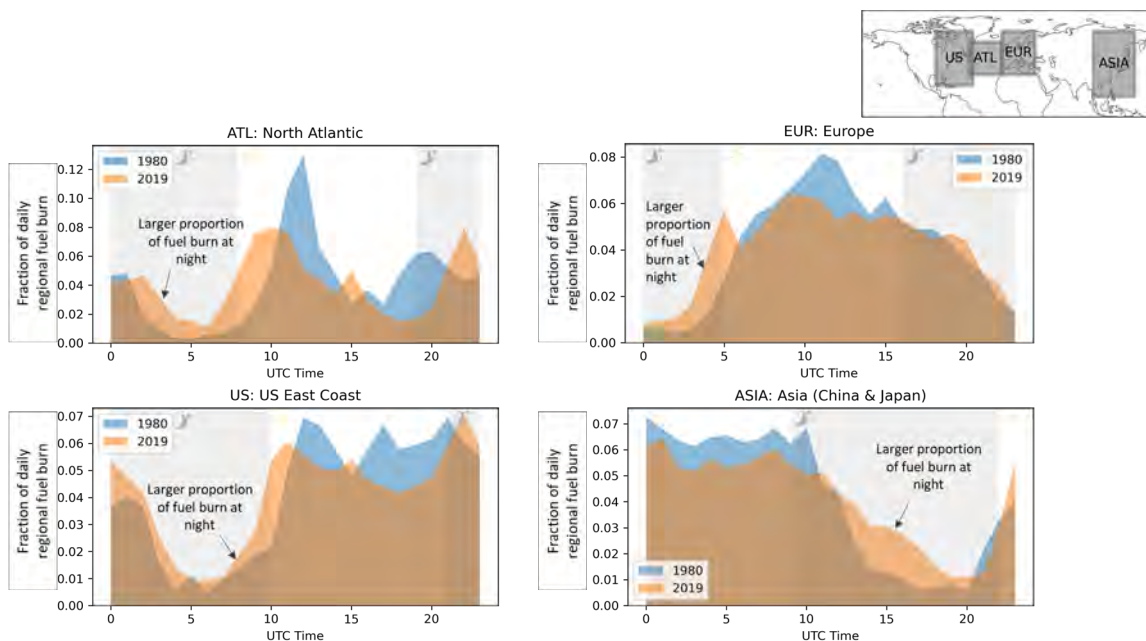 US
ATL
EUR
ASIA
ATL: North Atlantic
Fraction of daily
regional fuel burn
0.12
0.10
0.08
0.06
0.04
0.02
0.00
1980
2019
Larger proportion
of fuel burn at
night
0
5
10
15
20
UTC Time
EUR: Europe
Fraction of daily
regional fuel burn
0.08
0.06
0.04
0.02
0.00
1980
2019
Larger
proportion
of fuel
burn at
night
0
5
10
15
20
UTC Time
US: US East Coast
Fraction of daily
regional fuel burn
0.07
0.06
0.05
0.04
0.03
0.02
0.01
0.00
1980
2019
Larger proportion
of fuel burn at
night
0
5
10
15
20
UTC Time
ASIA: Asia (China & Japan)
Fraction of daily
regional fuel burn
0.07
0.06
0.05
0.04
0.03
0.02
0.01
0.00
Larger proportion
of fuel burn at
night
1980
2019
0
5
10
15
20
UTC Time